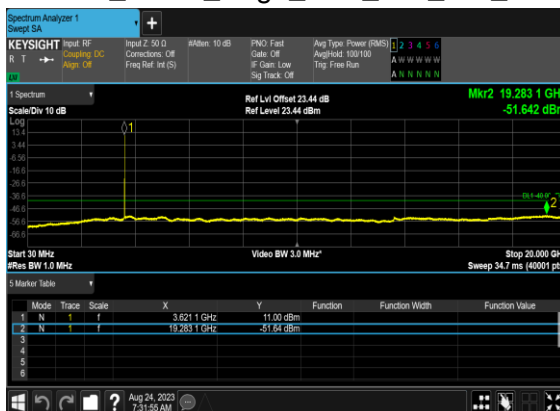 Spectrum Analyzer 1
Swept SA
+
KEYSIGHT Input: RF Input Z: 50 Ω #Atten: 10 dB PNO: Fast Avg Type: Power (RMS) 1 2 3 4 5 6
R T Coupling: DC Corrections: Off Gate: Off Avg|Hold: 100/100 A W W W W W
Align: Off Freq Ref: Int (S) IF Gain: Low Trig: Free Run A N N N N N
Sig Track: Off
1 Spectrum Ref Lvl Offset 23.44 dB Mkr2 19.283 1 GH
Scale/Div 10 dB Ref Level 23.44 dBm -51.642 dBr
Log
13.4
3.44
-6.56
-16.6
-26.6
-36.6
-46.6
-56.6
-66.6
1
2
Start 30 MHz Video BW 3.0 MHz* Stop 20.000 GH
#Res BW 1.0 MHz Sweep 34.7 ms (40001 pt
5 Marker Table
Mode Trace Scale X Y Function Function Width Function Value
1 N 1 f 3.621 1 GHz 11.00 dBm
2 N 1 f 19.283 1 GHz -51.64 dBm
3
4
5
6
? Aug 24, 2023
7:31:55 AM